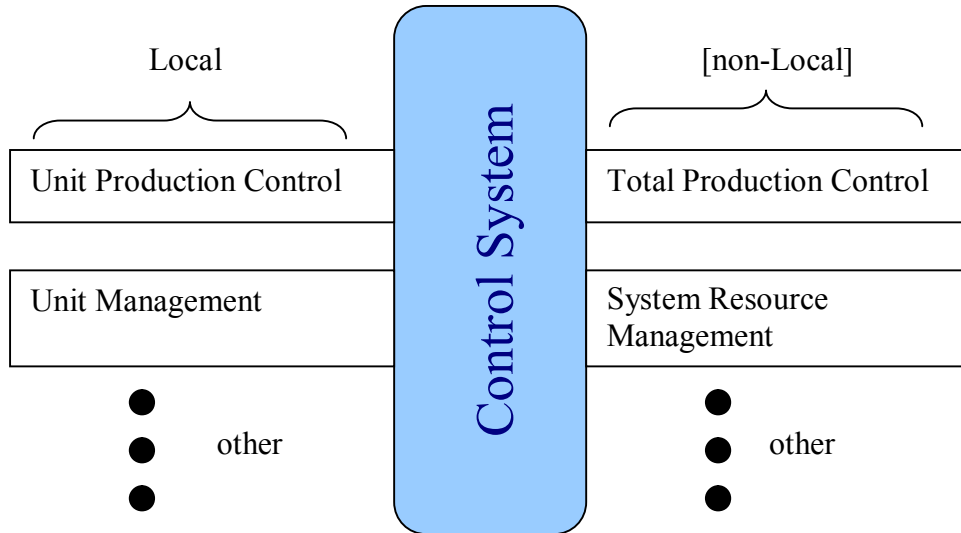 Local
Unit Production Control
Unit Management
other
Control System
[non-Local]
Total Production Control
System Resource
Management
other